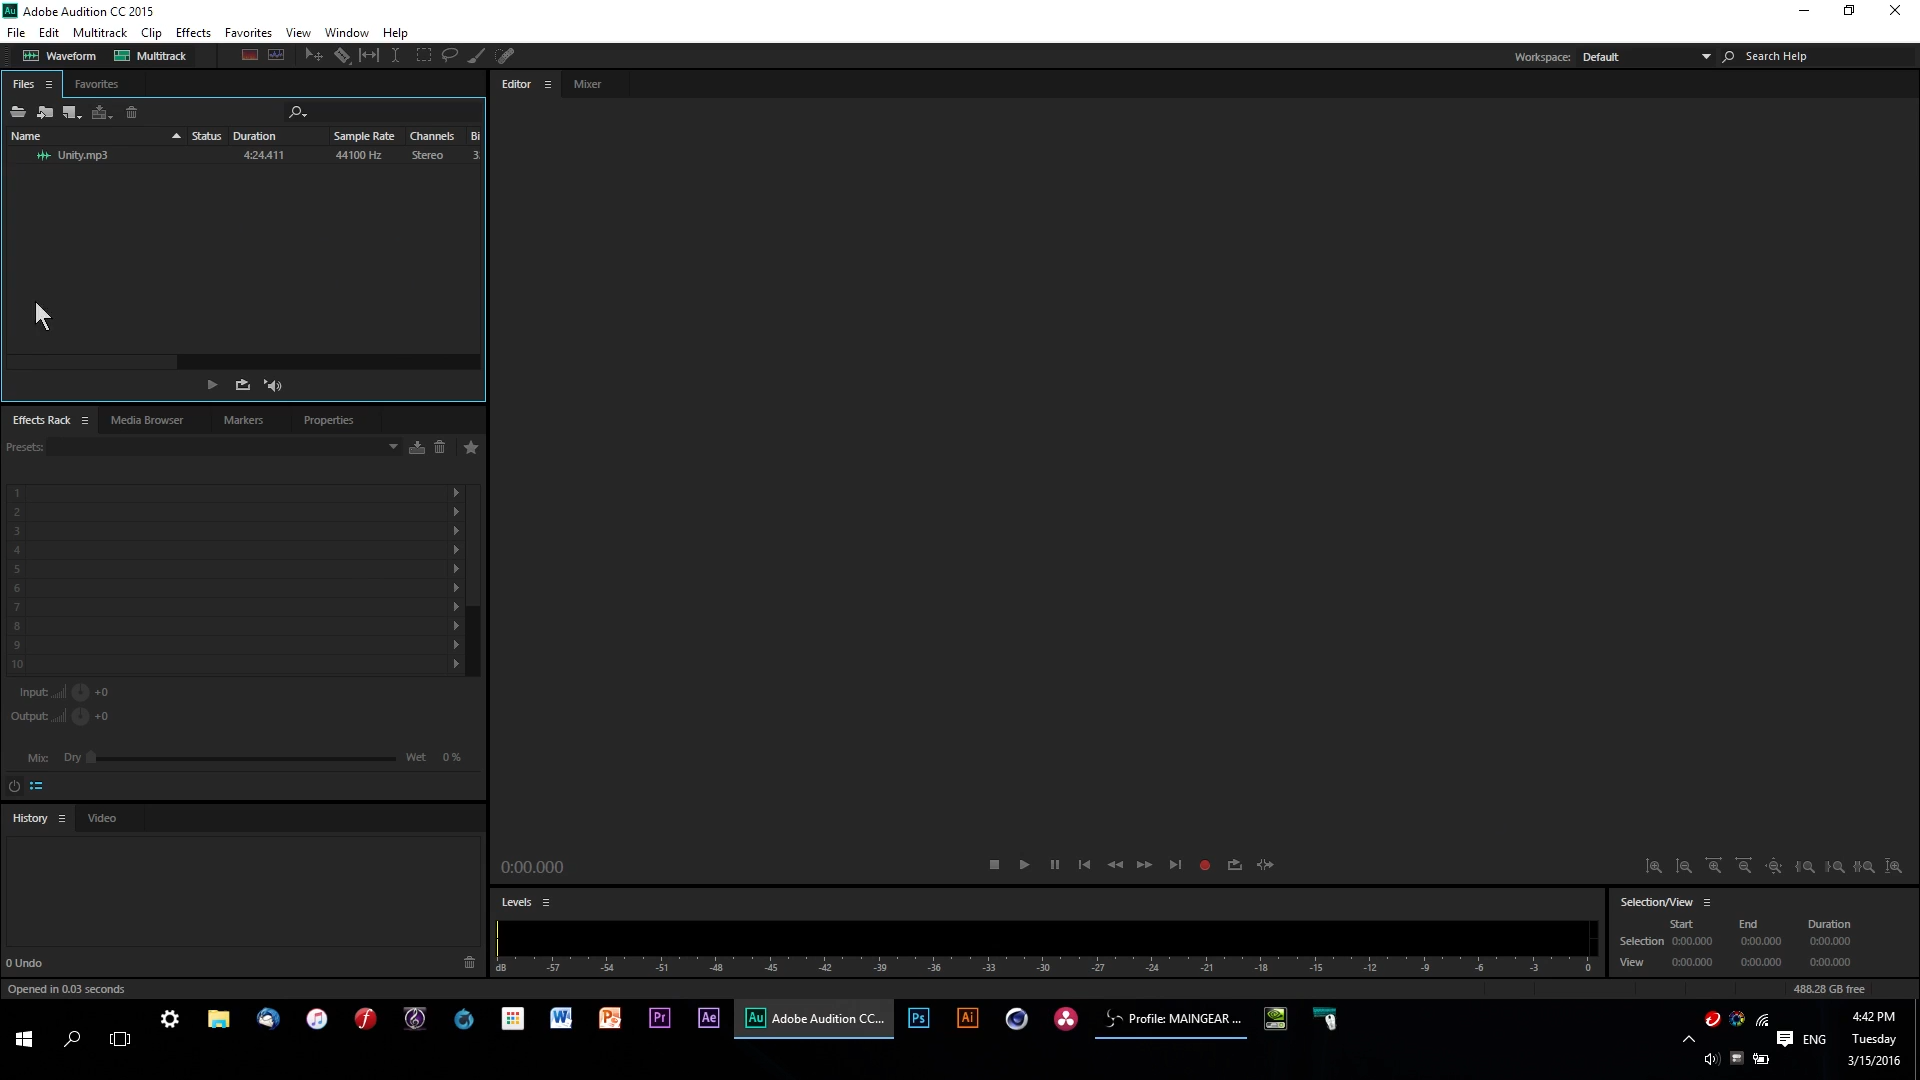 Au Adobe Audition CC 2015
File Edit Multitrack Clip Effects Favorites View Window Help
Waveform Multitrack Workspace: Default Search Help
Files Favorites Editor Mixer
Name Status Duration Sample Rate Channels Bi
Unity.mp3 4:24.411 44100 Hz Stereo 3
Effects Rack Media Browser Markers Properties
Presets:
1
2
3
4
5
6
7
8
9
10
Input: +0
Output: +0
Mix: Dry Wet 0 %
History Video
0:00.000
Levels
dB -57 -54 -51 -48 -45 -42 -39 -36 -33 -30 -27 -24 -21 -18 -15 -12 -9 -6 -3 0
Selection/View
Start End Duration
Selection 0:00.000 0:00.000 0:00.000
View 0:00.000 0:00.000 0:00.000
0 Undo
Opened in 0.03 seconds 488.28 GB free
Pr Ae Au Adobe Audition CC... Ps Ai Profile: MAINGEAR ...
ENG
4:42 PM
Tuesday
3/15/2016